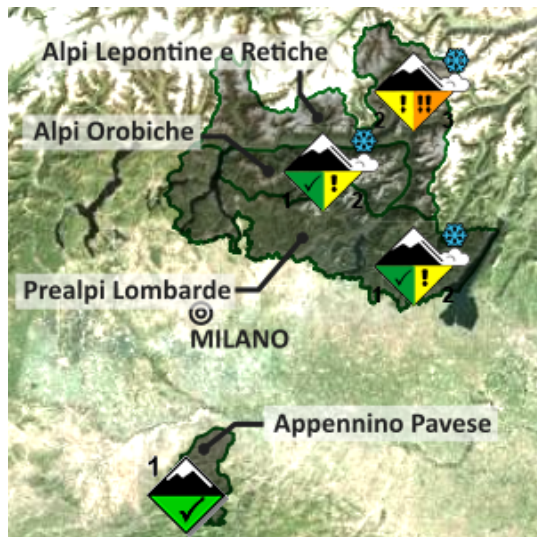 Alpi Lepontine e Retiche
! !!
2 3
Alpi Orobiche
!
1 2
!
1 2
Prealpi Lombarde
MILANO
Appennino Pavese
1